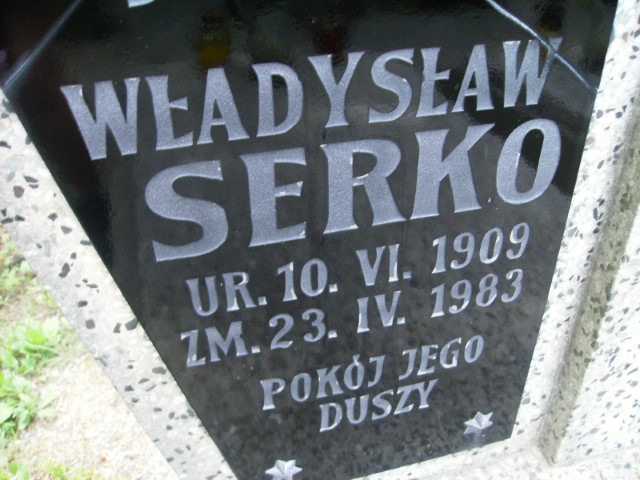 WŁADYSŁAW
SERKO
UR. 10. VI. 1909
ZM. 23. IV. 1983
POKÓJ JEGO
DUSZY